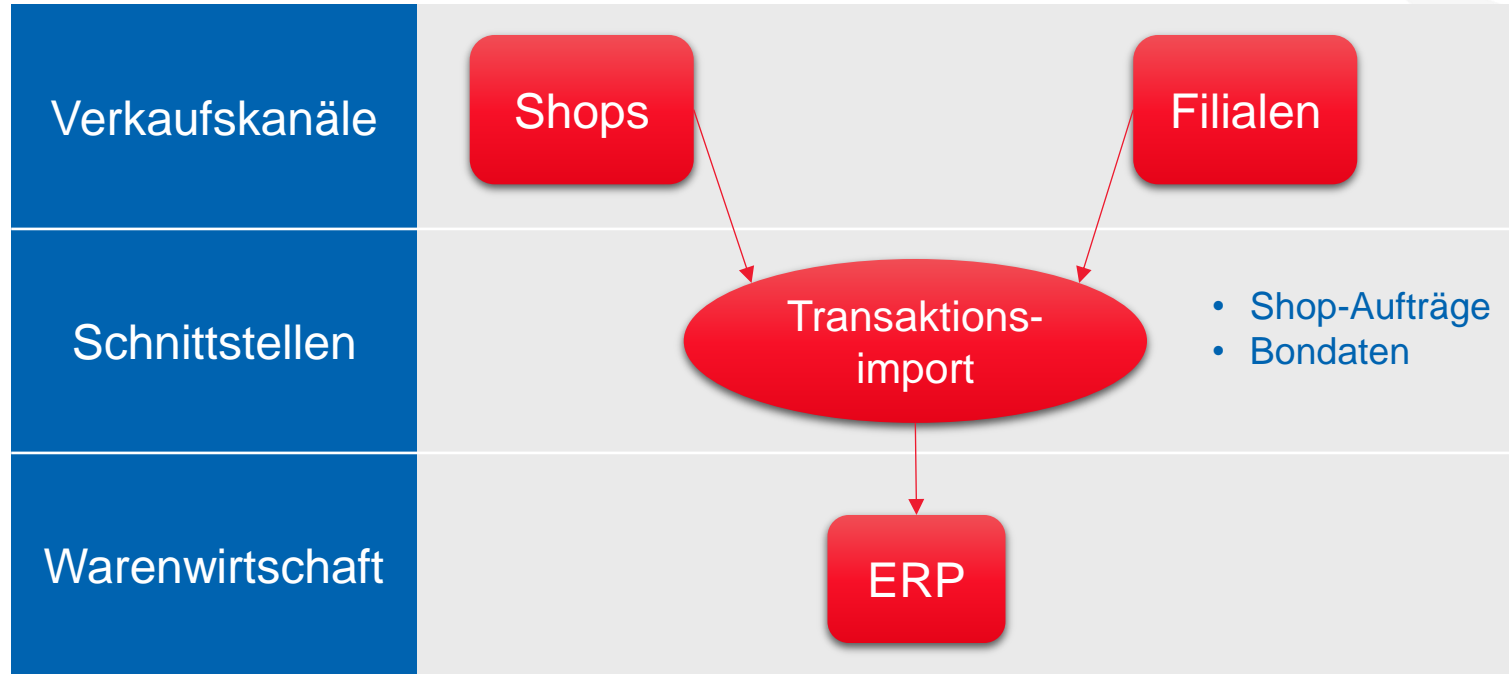 Verkaufskanäle
Shops
Filialen
Schnittstellen
Transaktions-
import
• Shop-Aufträge
• Bondaten
Warenwirtschaft
ERP